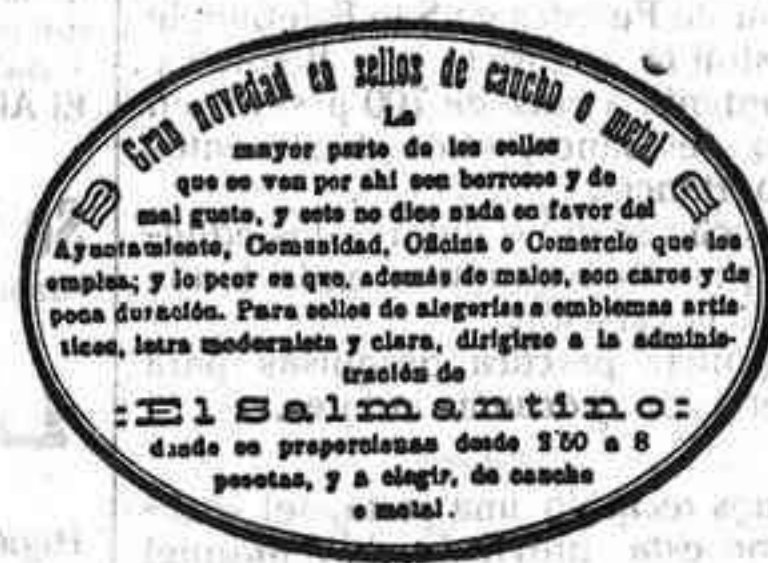 Gran novedad en sellos de caucho o metal
La
mayor parte de los sellos
que se ven por ahí son borrosos y de
mal gusto, y esto no dice nada en favor del
Ayuntamiento, Comunidad, Oficina o Comercio que los
emplea; y lo peor es que, además de malos, son caros y de
poca duración. Para sellos de alegorías o emblemas artís-
ticos, letra modernista y clara, dirigirse a la adminis-
tración de
:El Salmantino:
donde se proporcionan desde 2'50 a 8
pesetas, y a elegir, de caucho
o metal.